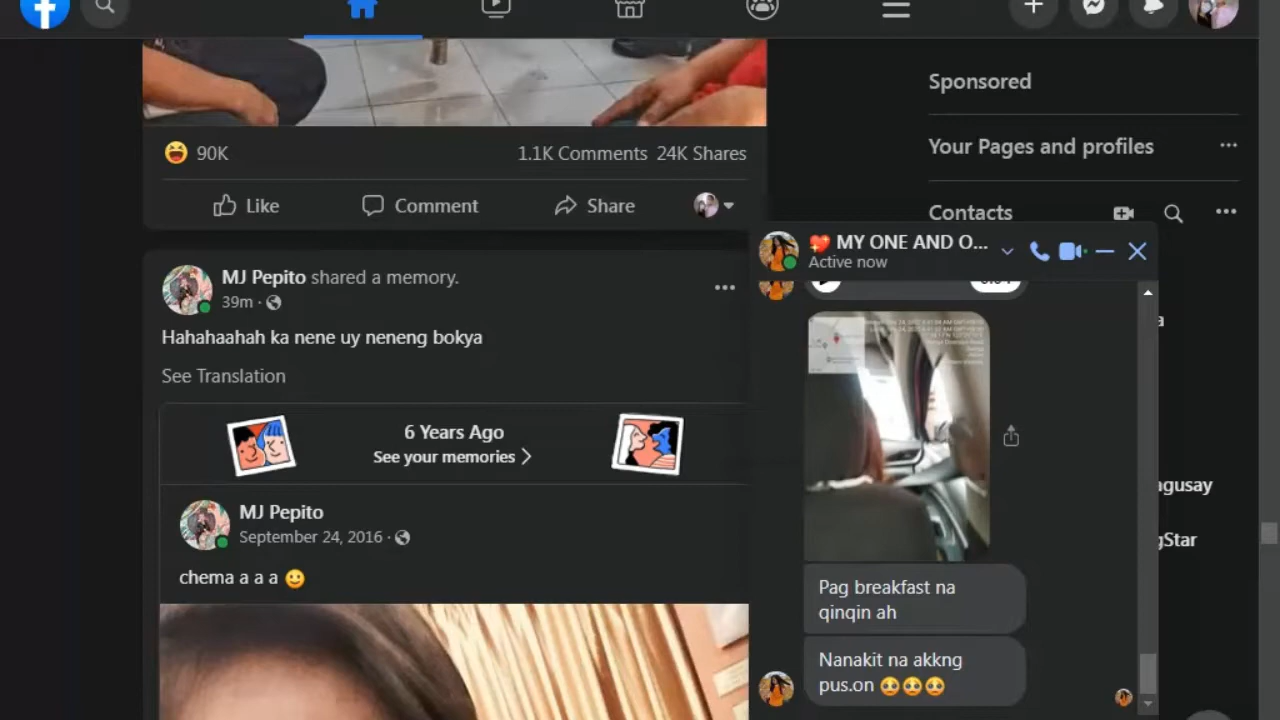 Sponsored
90K
1.1K Comments 24K Shares
Your Pages and profiles
Like
Comment
Share
Contacts
MY ONE AND O...
Active now
MJ Pepito shared a memory.
39m ·
Hahahaahah ka nene uy neneng bokya
See Translation
6 Years Ago
See your memories
MJ Pepito
September 24, 2016 ·
chema a a a
Pag breakfast na
qinqin ah
Nanakit na akkng
pus.on
a
ngusay
gStar